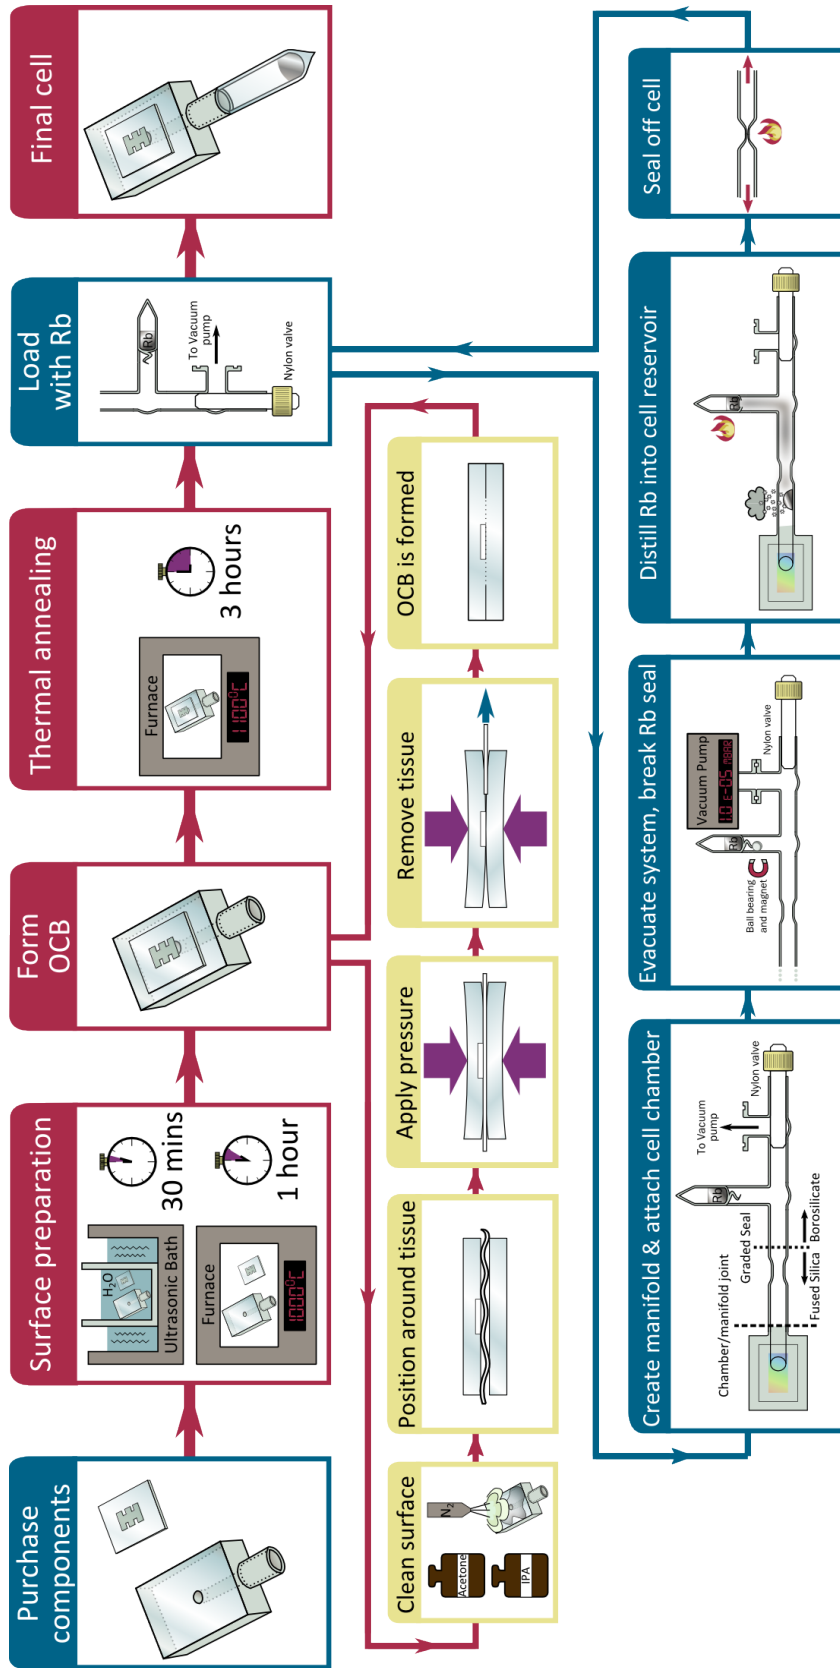 Purchase
components
Surface preparation
H₂O
Ultrasonic Bath
30 mins
Furnace
1000°C
1 hour
Form
OCB
Thermal annealing
Furnace
1100°C
3 hours
Load
with Rb
Rb
To Vacuum
pump
Nylon valve
Final cell
Clean surface
Acetone
IPA
N₂
Position around tissue
Apply pressure
Remove tissue
OCB is formed
Create manifold & attach cell chamber
Chamber/manifold joint
Graded Seal
Fused Silica
Borosilicate
Rb
To Vacuum
pump
Nylon valve
Evacuate system, break Rb seal
Ball bearing
and magnet
Rb
Vacuum Pump
10 E-05 MBAR
Nylon valve
Distill Rb into cell reservoir
Rb
Seal off cell